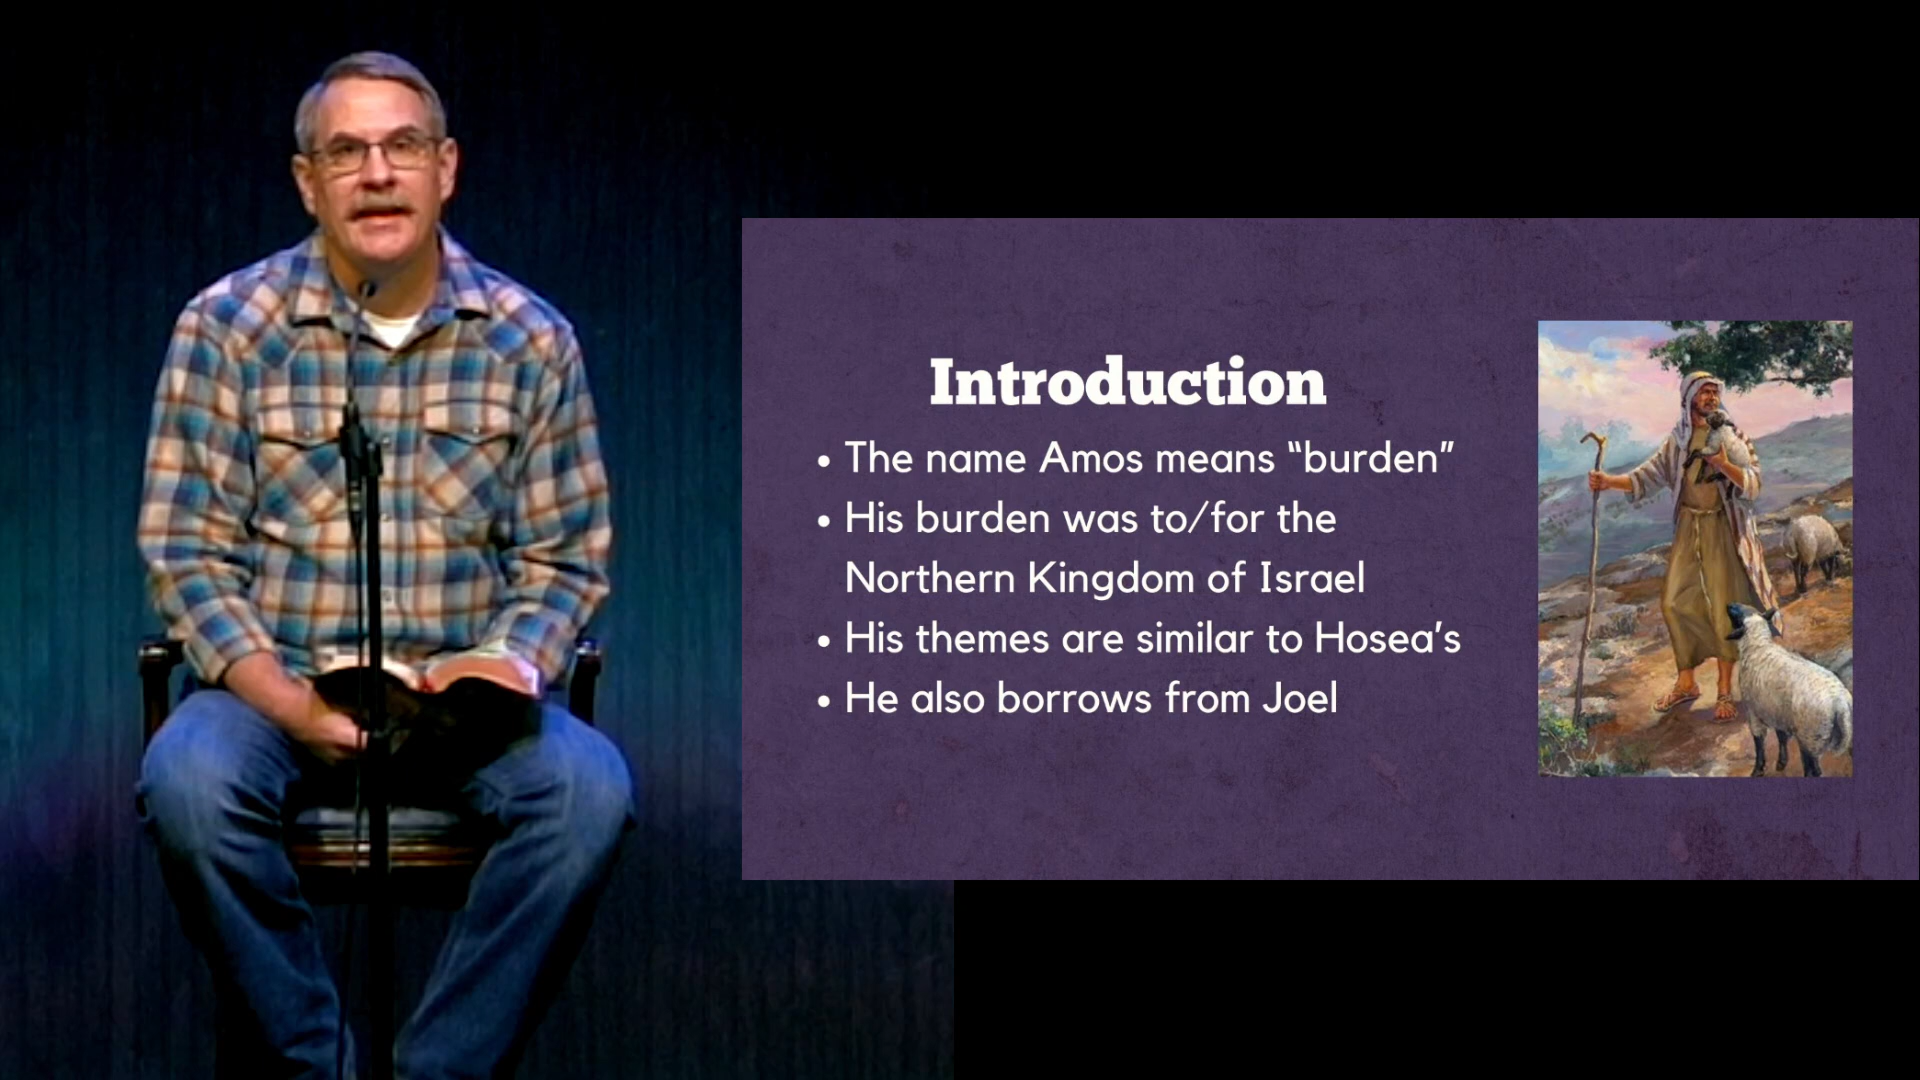 Introduction
• The name Amos means “burden”
• His burden was to/for the
Northern Kingdom of Israel
• His themes are similar to Hosea’s
• He also borrows from Joel